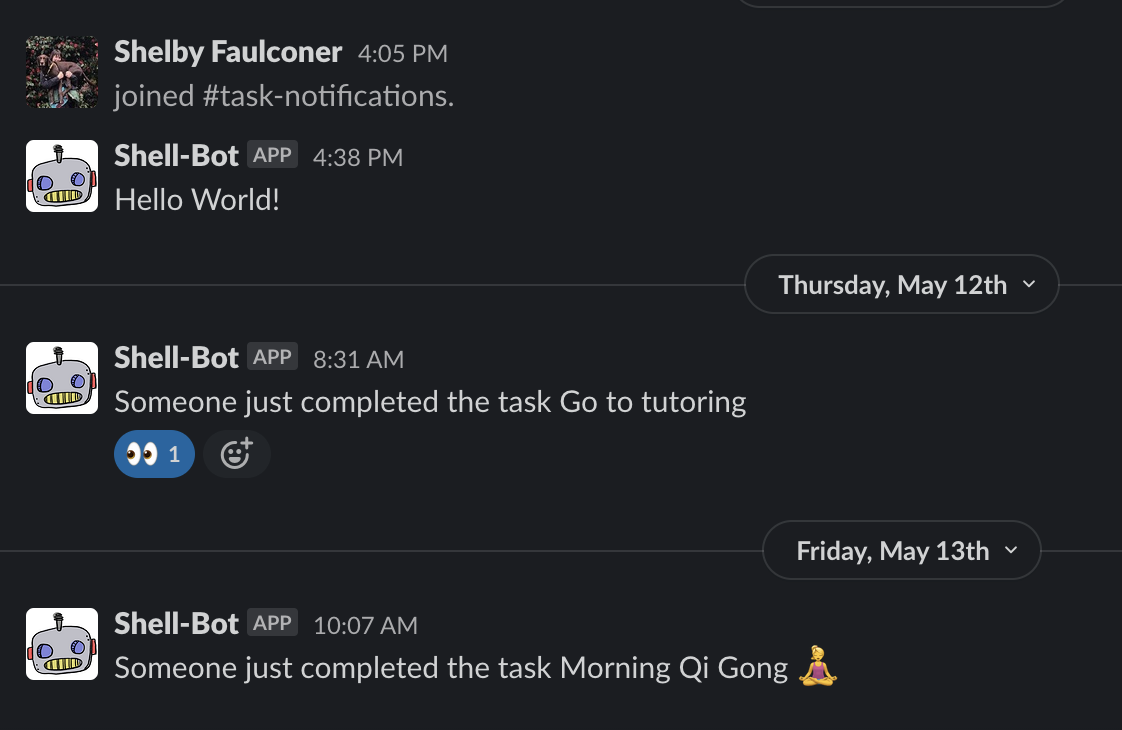 Shelby Faulconer 4:05 PM
joined #task-notifications.
Shell-Bot APP 4:38 PM
Hello World!
Thursday, May 12th
Shell-Bot APP 8:31 AM
Someone just completed the task Go to tutoring
👀 1
Friday, May 13th
Shell-Bot APP 10:07 AM
Someone just completed the task Morning Qi Gong 🧘‍♀️